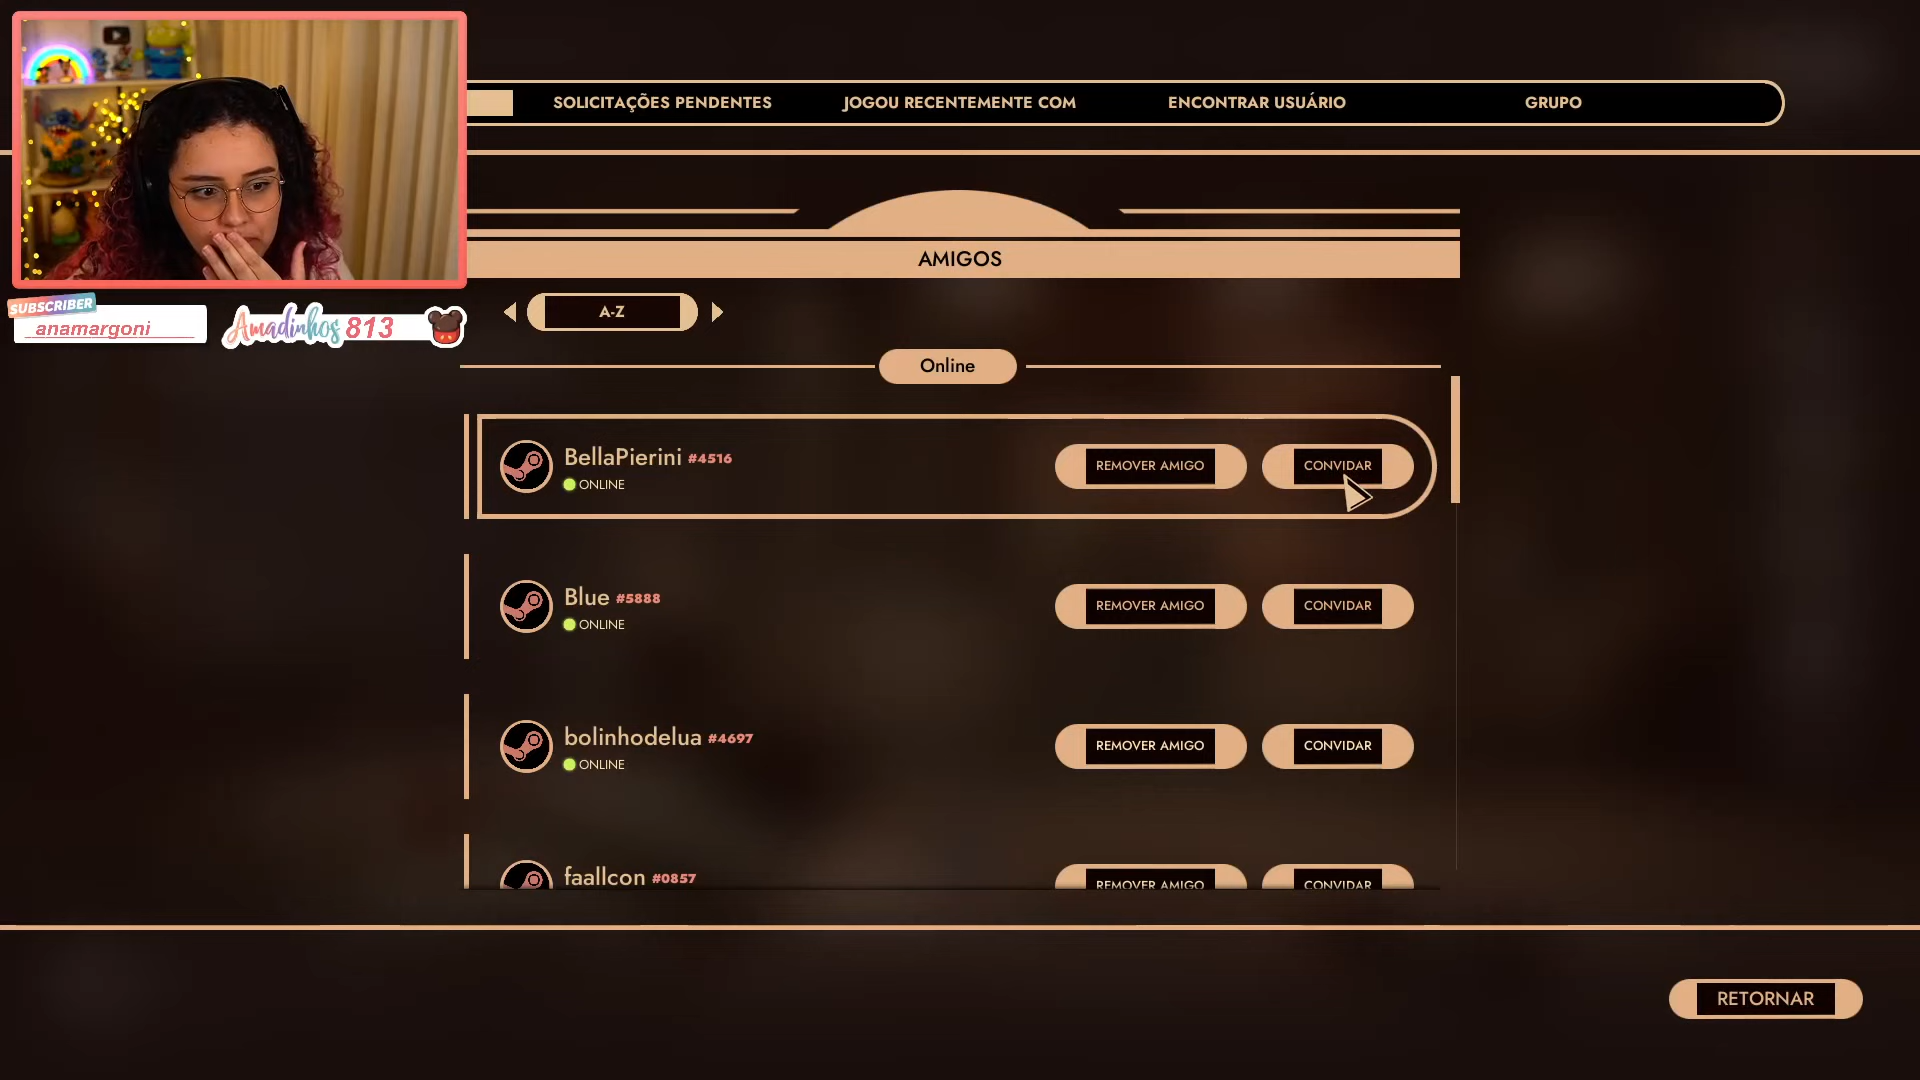 SOLICITAÇÕES PENDENTES
JOGOU RECENTEMENTE COM
ENCONTRAR USUÁRIO
GRUPO
AMIGOS
SUBSCRIBER
anamargoni
Amadinhos 813
A-Z
Online
BellaPierini #4516
ONLINE
REMOVER AMIGO
CONVIDAR
Blue #5888
ONLINE
REMOVER AMIGO
CONVIDAR
bolinhodelua #4697
ONLINE
REMOVER AMIGO
CONVIDAR
faallcon #0857
REMOVER AMIGO
CONVIDAR
RETORNAR